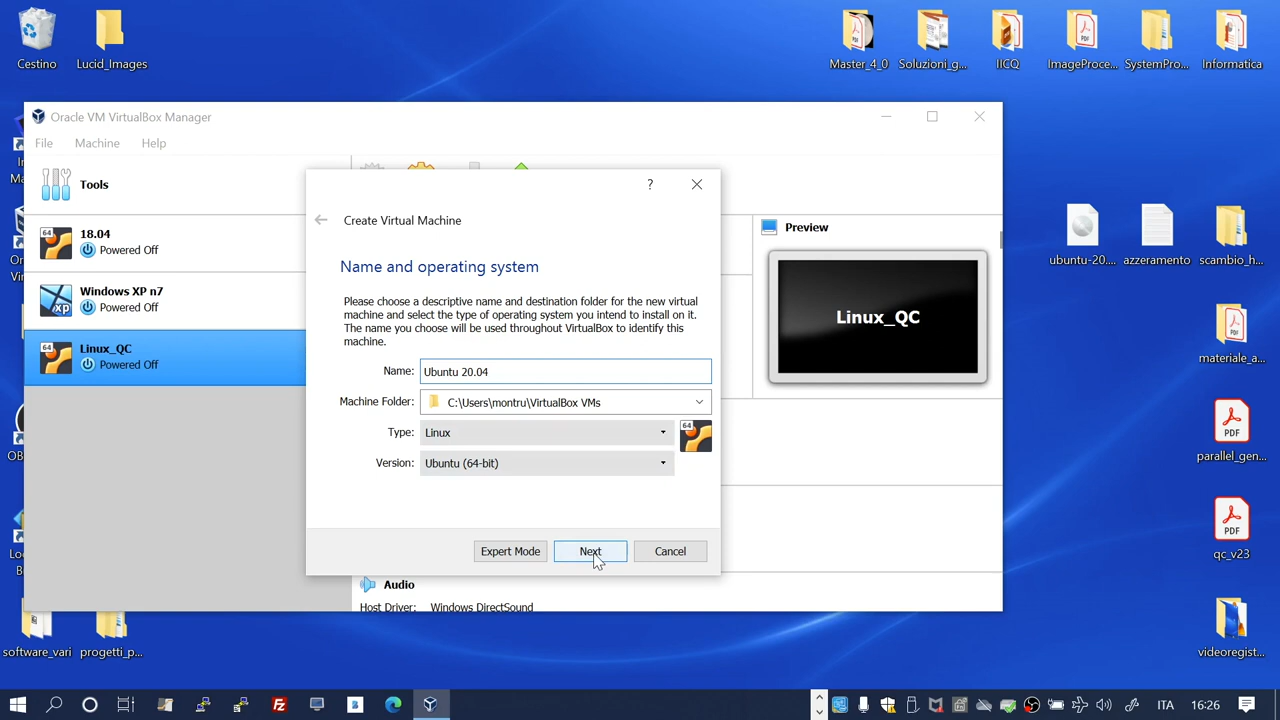 Cestino
Lucid_Images
Master_4_0
Soluzioni_g...
IICQ
ImageProce...
SystemPro...
Informatica
Oracle VM VirtualBox Manager
File
Machine
Help
Tools
18.04
Powered Off
Windows XP n7
Powered Off
Linux_QC
Powered Off
?
Create Virtual Machine
Name and operating system
Please choose a descriptive name and destination folder for the new virtual
machine and select the type of operating system you intend to install on it.
The name you choose will be used throughout VirtualBox to identify this
machine.
Name:
Ubuntu 20.04
Machine Folder:
C:\Users\montru\VirtualBox VMs
Type:
Linux
64
Version:
Ubuntu (64-bit)
Expert Mode
Next
Cancel
Preview
Linux_QC
Audio
Host Driver:
Windows DirectSound
ubuntu-20....
azzeramento
scambio_h...
materiale_a...
parallel_gen...
qc_v23
videoregist...
software_vari
progetti_p...
ITA
16:26